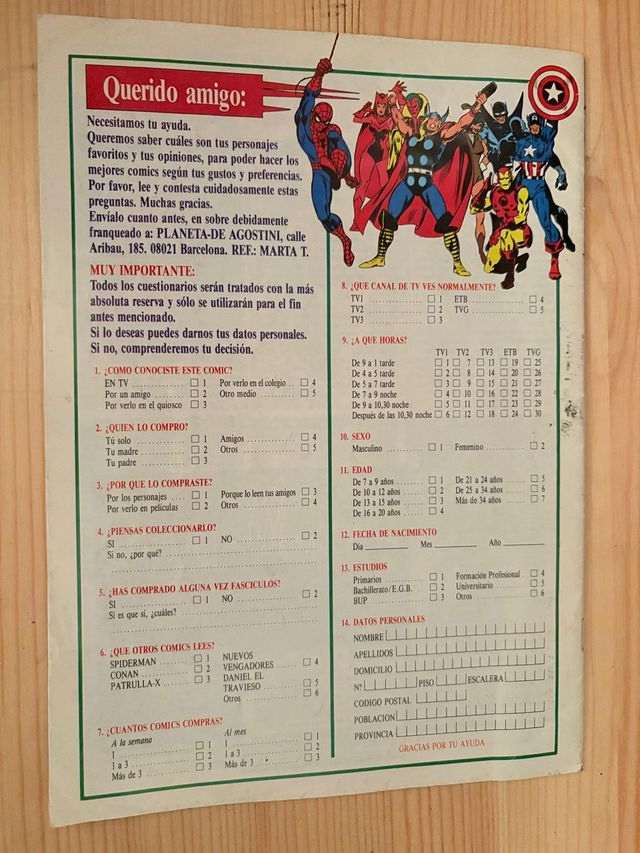 Querido amigo:
Necesitamos tu ayuda.
Queremos saber cuáles son tus personajes
favoritos y tus opiniones, para poder hacer los
mejores comics según tus gustos y preferencias.
Por favor, lee y contesta cuidadosamente estas
preguntas. Muchas gracias.
Envíalo cuanto antes, en sobre debidamente
franqueado a: PLANETA-DE AGOSTINI, calle
Aribau, 185. 08021 Barcelona. REF.: MARTA T.
MUY IMPORTANTE:
Todos los cuestionarios serán tratados con la más
absoluta reserva y sólo se utilizarán para el fin
antes mencionado.
Si lo deseas puedes darnos tus datos personales.
Si no, comprenderemos tu decisión.
1. ¿COMO CONOCISTE ESTE COMIC?
EN TV ............. □ 1 Por verlo en el colegio .. □ 4
Por un amigo ....... □ 2 Otro medio ......... □ 5
Por verlo en el quiosco □ 3
2. ¿QUIEN LO COMPRO?
Tú solo ........... □ 1 Amigos ............ □ 4
Tu madre .......... □ 2 Otros ............. □ 5
Tu padre .......... □ 3
3. ¿POR QUE LO COMPRASTE?
Por los personajes .... □ 1 Porque lo leen tus amigos □ 3
Por verlo en películas □ 2 Otros ............. □ 4
4. ¿PIENSAS COLECCIONARLO?
SI ................ □ 1 NO ................ □ 2
Si no, ¿por qué? ..............................
5. ¿HAS COMPRADO ALGUNA VEZ FASCICULOS?
SI ................ □ 1 NO ................ □ 2
Si es que sí, ¿cuáles? ..............................
6. ¿QUE OTROS COMICS LEES?
SPIDERMAN ....... □ 1 NUEVOS
CONAN ........... □ 2 VENGADORES ..... □ 4
PATRULLA-X ...... □ 3 DANIEL EL
TRAVIESO ........ □ 5
Otros ........... □ 6
7. ¿CUANTOS COMICS COMPRAS?
A la semana Al mes
1 ................ □ 1 1 ................ □ 1
1 a 3 ............ □ 2 1 a 3 ............ □ 2
Más de 3 ......... □ 3 Más de 3 ......... □ 3
8. ¿QUE CANAL DE TV VES NORMALMENTE?
TV1 ............ □ 1 ETB ............ □ 4
TV2 ............ □ 2 TVG ............ □ 5
TV3 ............ □ 3
9. ¿A QUE HORAS?
TV1 TV2 TV3 ETB TVG
De 9 a 1 tarde □ 1 □ 7 □ 13 □ 19 □ 25
De 4 a 5 tarde □ 2 □ 8 □ 14 □ 20 □ 26
De 5 a 7 tarde □ 3 □ 9 □ 15 □ 21 □ 27
De 7 a 9 noche □ 4 □ 10 □ 16 □ 22 □ 28
De 9 a 10,30 noche □ 5 □ 11 □ 17 □ 23 □ 29
Después de las 10,30 noche □ 6 □ 12 □ 18 □ 24 □ 30
10. SEXO
Masculino ......... □ 1 Femenino .......... □ 2
11. EDAD
De 7 a 9 años ...... □ 1 De 21 a 24 años ..... □ 5
De 10 a 12 años .... □ 2 De 25 a 34 años ..... □ 6
De 13 a 15 años .... □ 3 Más de 34 años ...... □ 7
De 16 a 20 años .... □ 4
12. FECHA DE NACIMIENTO
Día ________ Mes ________ Año ________
13. ESTUDIOS
Primarios .......... □ 1 Formación Profesional □ 4
Bachillerato/E.G.B. .. □ 2 Universitario ...... □ 5
BUP ............... □ 3 Otros ............. □ 6
14. DATOS PERSONALES
NOMBRE
APELLIDOS
DOMICILIO
Nº PISO ESCALERA
CODIGO POSTAL
POBLACION
PROVINCIA
GRACIAS POR TU AYUDA